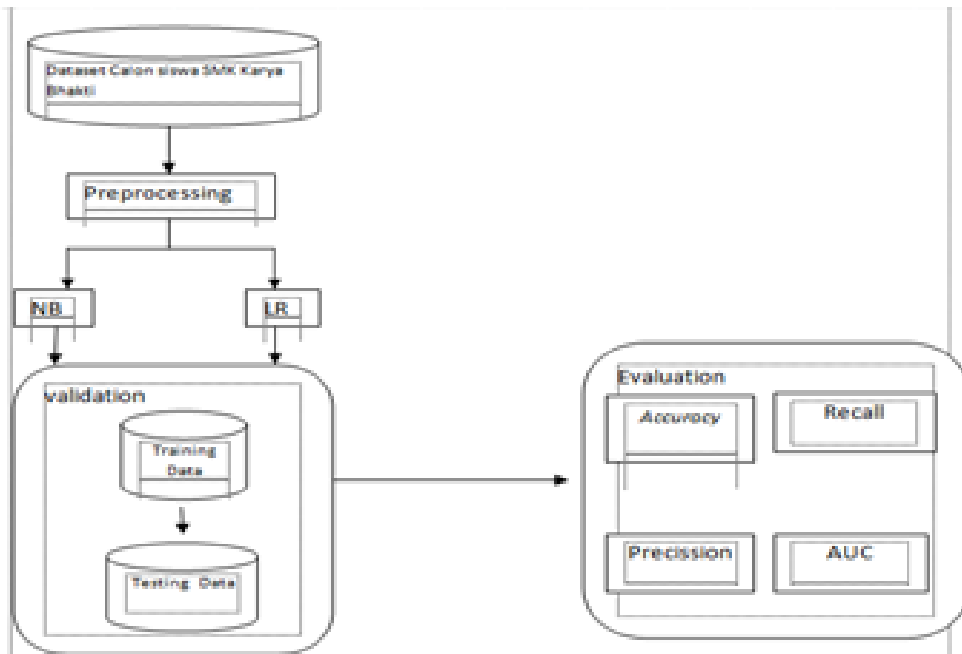 Dataset Calon siswa SMK Karya
Bhakti
Preprocessing
NB
LR
validation
Training
Data
Testing Data
Evaluation
Accuracy
Recall
Precission
AUC